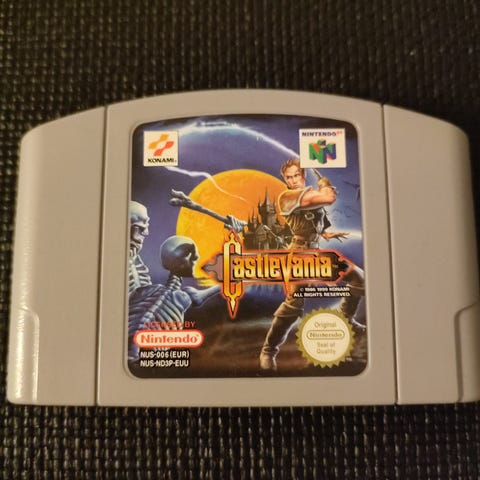 KONAMI
NINTENDO 64
N
Castlevania
© 1986 1999 KONAMI
ALL RIGHTS RESERVED.
LICENSED BY
Nintendo
NUS-006 (EUR)
NUS-ND3P-EUU
Original
Nintendo
Seal of
Quality